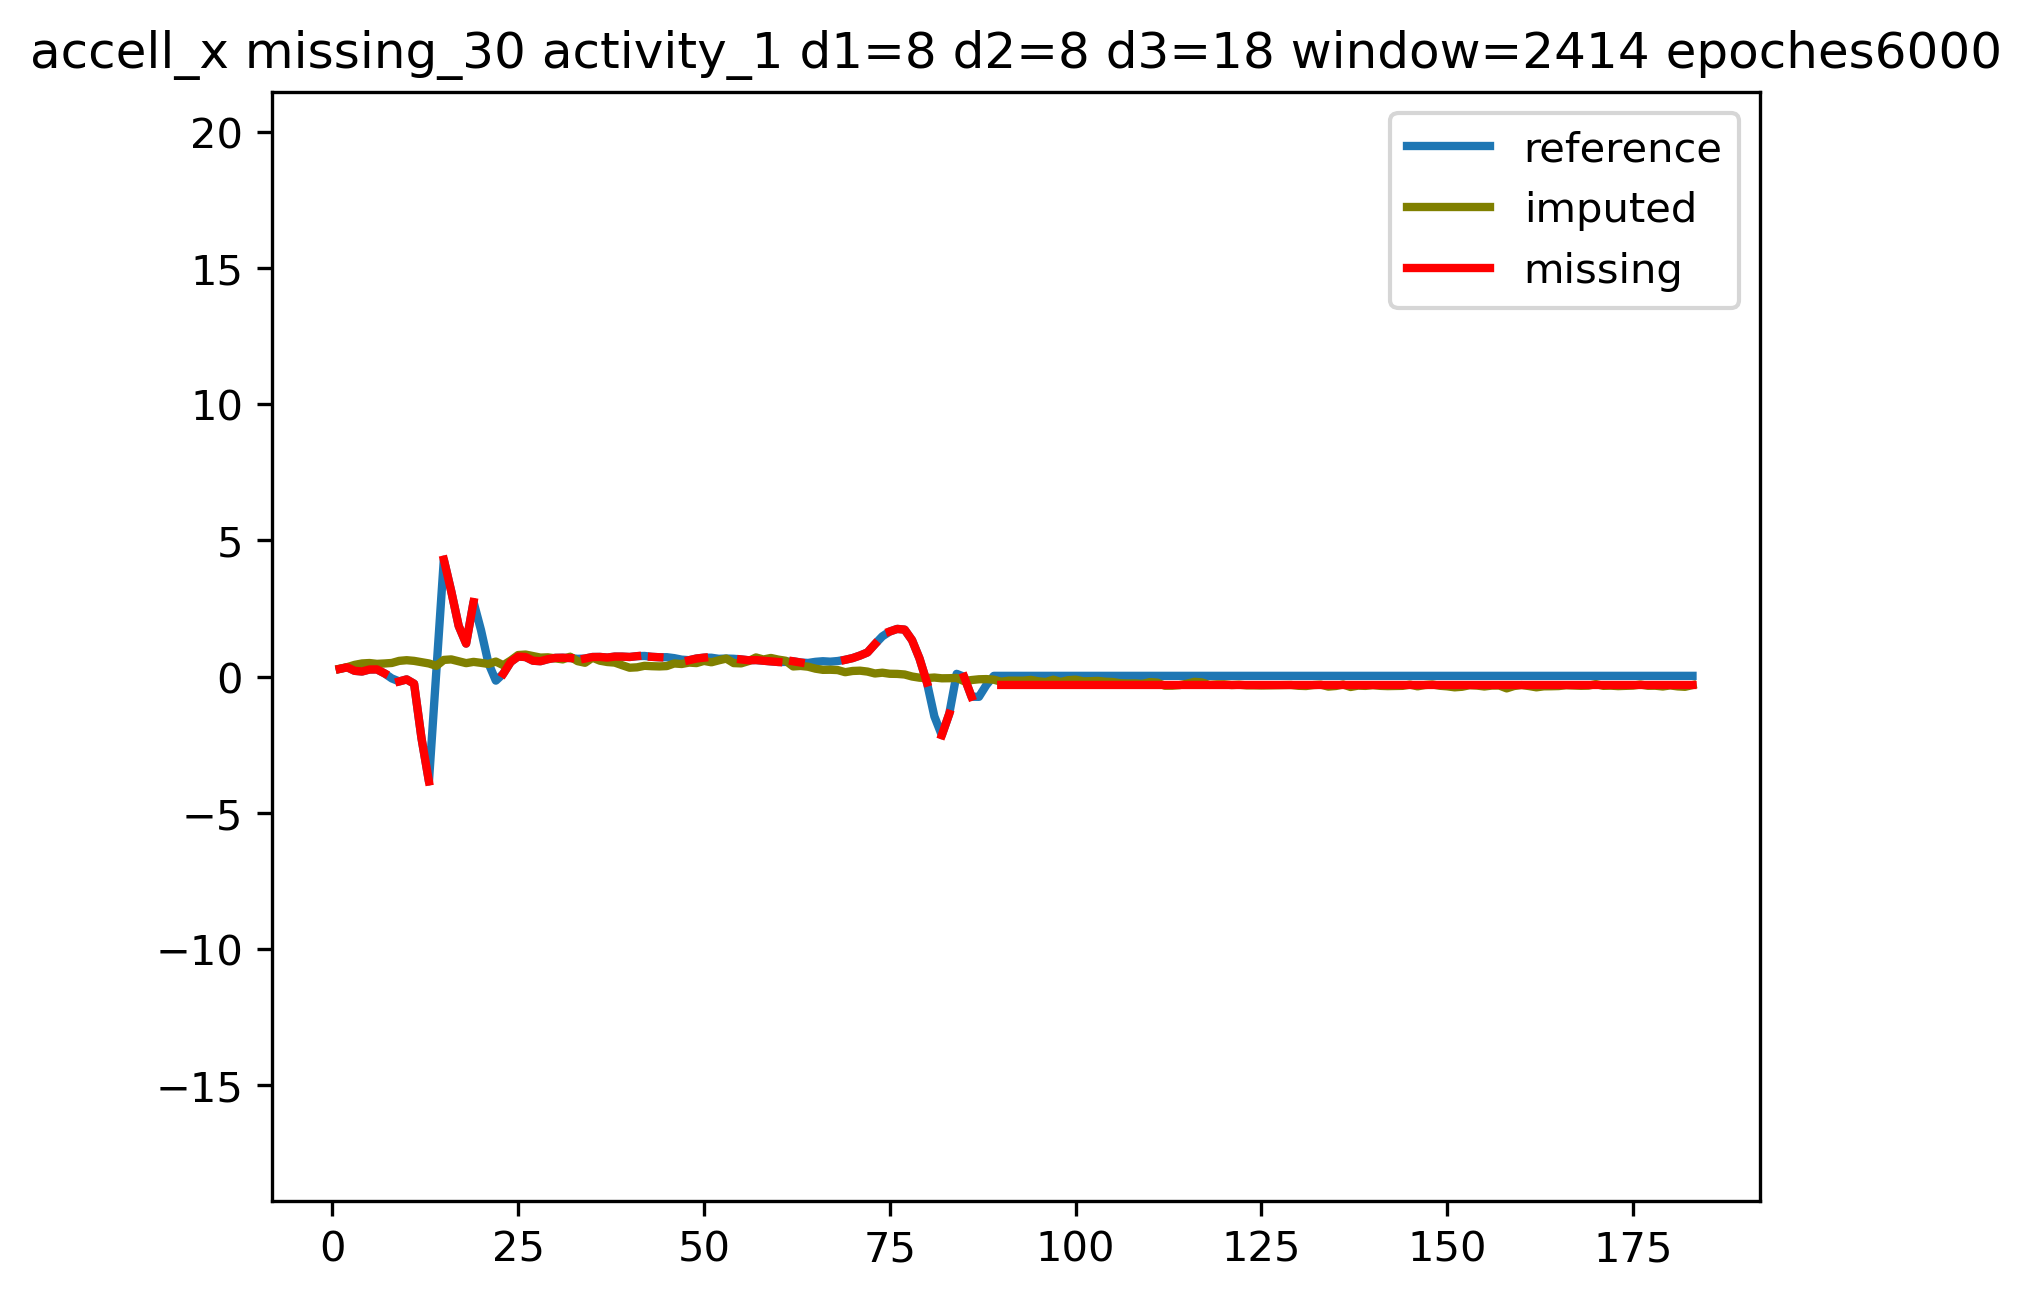 accell_x missing_30 activity_1 d1=8 d2=8 d3=18 window=2414 epoches6000
20
15
10
5
0
−5
−10
−15
reference
imputed
missing
0 25 50 75 100 125 150 175